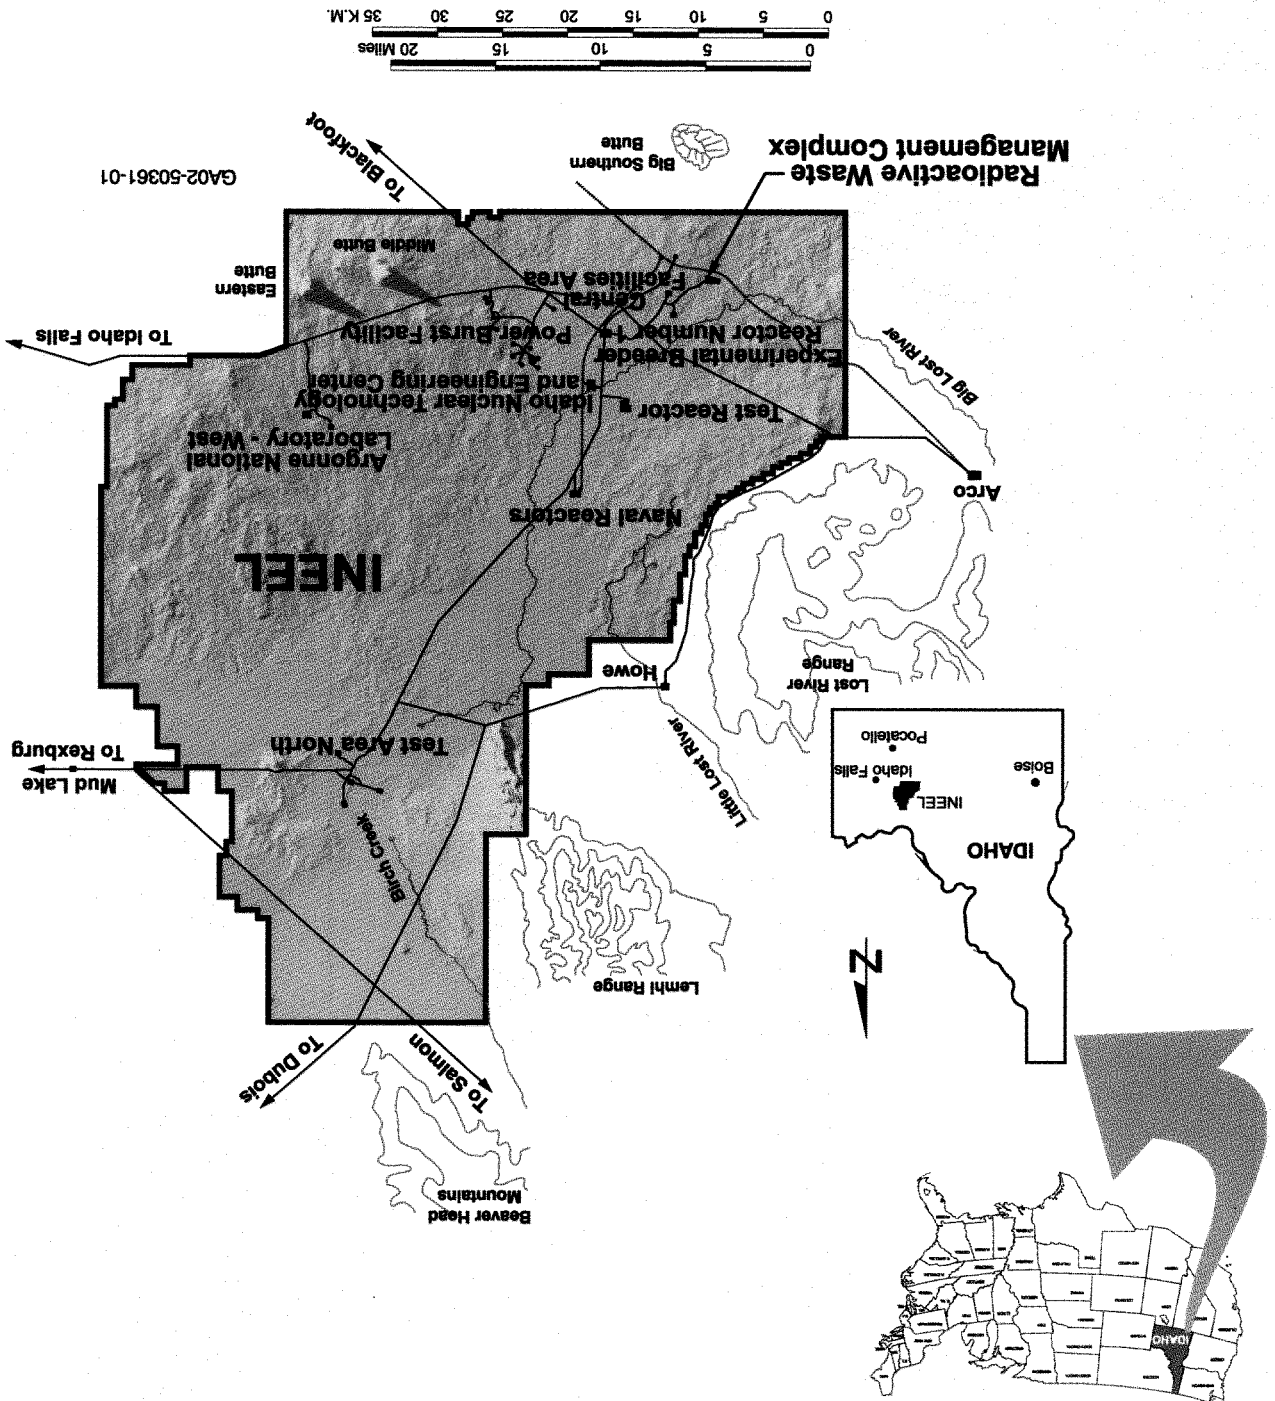 IDAHO
Beaver Head
Mountains
To Salmon
To Dubois
N
Lemhi Range
IDAHO
INEEL
Boise
Idaho Falls
Pocatello
Birch Creek
Little Lost River
Mud Lake
To Rexburg
Test Area North
Howe
Lost River
Range
INEEL
Naval Reactors
Arco
Argonne National
Laboratory - West
Test Reactor
Idaho Nuclear Technology
and Engineering Center
Big Lost River
Experimental Breeder
Reactor Number 1
Power Burst Facility
To Idaho Falls
Central
Facilities Area
Eastern
Butte
Middle Butte
Radioactive Waste
Management Complex
Big Southern
Butte
To Blackfoot
GA02-50361-01
0 5 10 15 20 Miles
0 5 10 15 20 25 30 35 K.M.